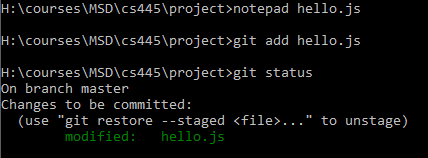 H:\courses\MSD\cs445\project>notepad hello.js
H:\courses\MSD\cs445\project>git add hello.js
H:\courses\MSD\cs445\project>git status
On branch master
Changes to be committed:
  (use "git restore --staged <file>..." to unstage)
        modified:   hello.js